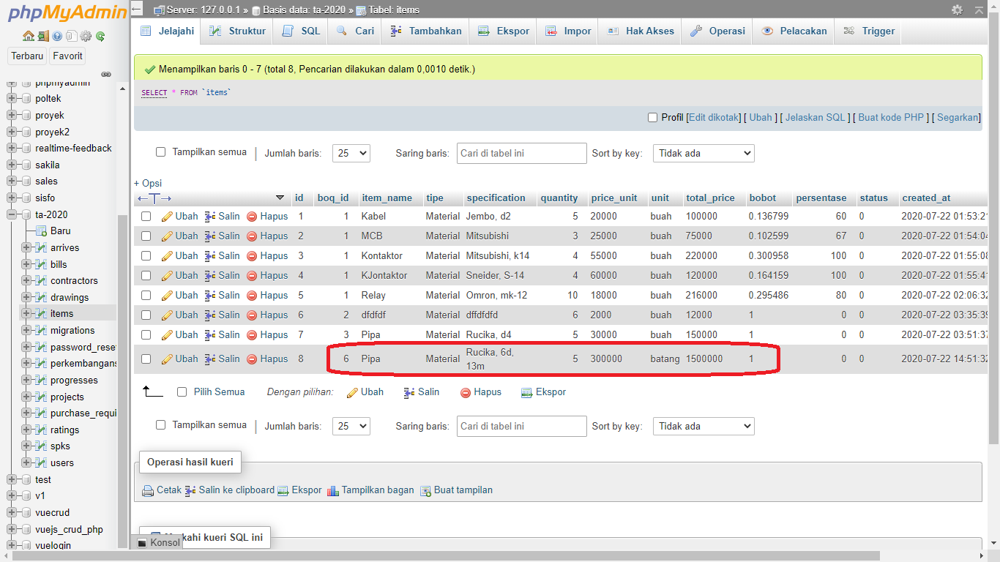 phpMyAdmin
Server: 127.0.0.1 » Basis data: ta-2020 » Tabel: items
Jelajahi Struktur SQL Cari Tambahkan Ekspor Impor Hak Akses Operasi Pelacakan Trigger
Terbaru Favorit
phpmyadmin
poltek
proyek
proyek2
realtime-feedback
sakila
sales
sisfo
ta-2020
Baru
arrives
bills
contractors
drawings
items
migrations
password_rese
perkembangans
progresses
projects
purchase_requi
ratings
spks
users
test
v1
vuecrud
vuejs_crud_php
vuelogin
Menampilkan baris 0 - 7 (total 8, Pencarian dilakukan dalam 0,0010 detik.)
SELECT * FROM `items`
Profil [Edit dikotak] [ Ubah ] [ Jelaskan SQL ] [ Buat kode PHP ] [ Segarkan]
Tampilkan semua | Jumlah baris: 25 Saring baris: Cari di tabel ini Sort by key: Tidak ada
+ Opsi
←T→ id boq_id item_name tipe specification quantity price_unit unit total_price bobot persentase status created_at
Ubah Salin Hapus 1 1 Kabel Material Jembo, d2 5 20000 buah 100000 0.136799 60 0 2020-07-22 01:53:21
Ubah Salin Hapus 2 1 MCB Material Mitsubishi 3 25000 buah 75000 0.102599 67 0 2020-07-22 01:54:04
Ubah Salin Hapus 3 1 Kontaktor Material Mitsubishi, k14 4 55000 buah 220000 0.300958 100 0 2020-07-22 01:55:08
Ubah Salin Hapus 4 1 KJontaktor Material Sneider, S-14 4 60000 buah 120000 0.164159 100 0 2020-07-22 01:55:41
Ubah Salin Hapus 5 1 Relay Material Omron, mk-12 10 18000 buah 216000 0.295486 80 0 2020-07-22 02:06:32
Ubah Salin Hapus 6 2 dfdfdf Material dffdfdfd 6 2000 buah 12000 1 0 0 2020-07-22 03:35:39
Ubah Salin Hapus 7 3 Pipa Material Rucika, d4 5 30000 buah 150000 1 0 0 2020-07-22 03:51:37
Ubah Salin Hapus 8 6 Pipa Material Rucika, 6d, 13m 5 300000 batang 1500000 1 0 0 2020-07-22 14:51:32
Pilih Semua Dengan pilihan: Ubah Salin Hapus Ekspor
Tampilkan semua | Jumlah baris: 25 Saring baris: Cari di tabel ini Sort by key: Tidak ada
Operasi hasil kueri
Cetak Salin ke clipboard Ekspor Tampilkan bagan Buat tampilan
kahi kueri SQL ini
Konsol